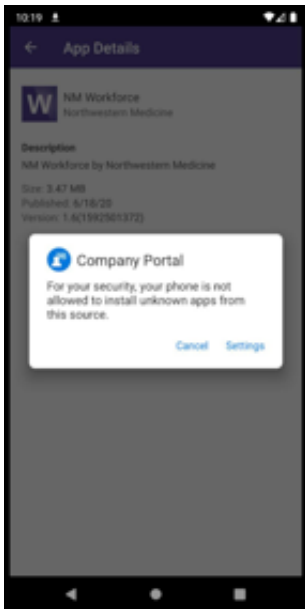 10:19
App Details
W
NM Workforce
Northwestern Medicine
Description
NM Workforce by Northwestern Medicine
Size: 3.47 MB
Published: 6/18/20
Version: 1.6(1592501372)
Company Portal
For your security, your phone is not
allowed to install unknown apps from
this source.
Cancel Settings